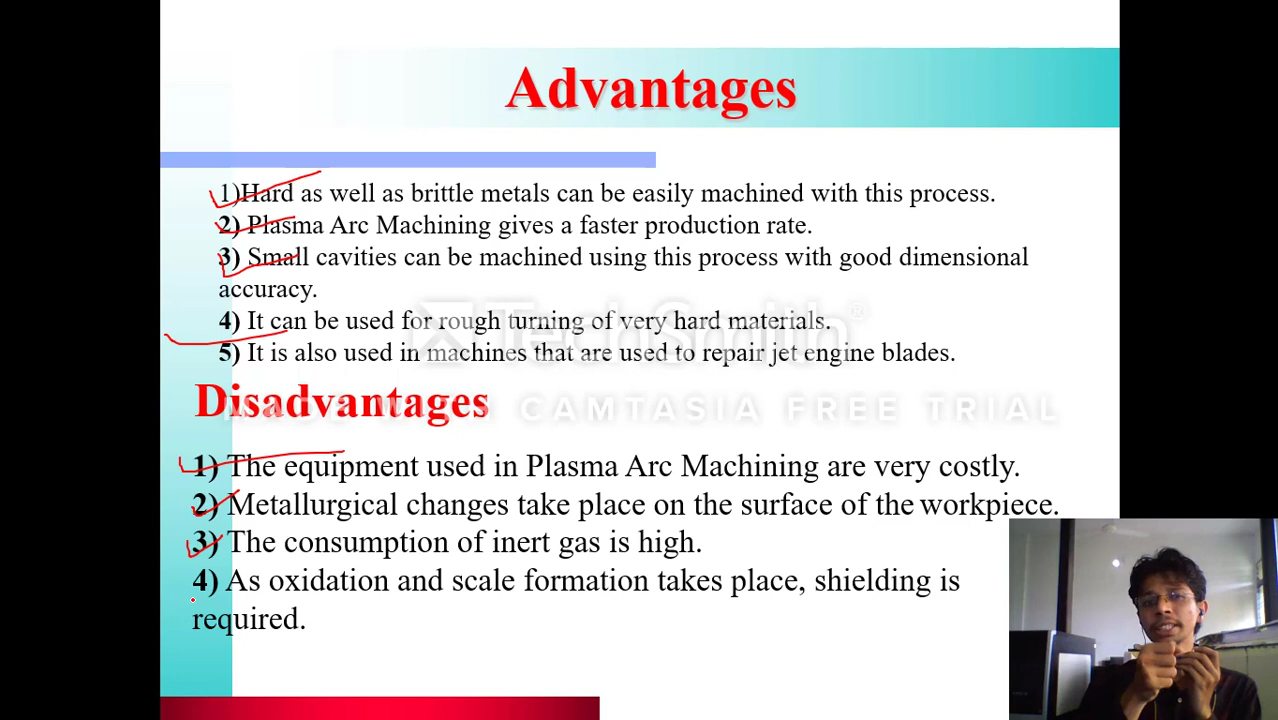 Advantages
1)Hard as well as brittle metals can be easily machined with this process.
2) Plasma Arc Machining gives a faster production rate.
3) Small cavities can be machined using this process with good dimensional
accuracy.
4) It can be used for rough turning of very hard materials.
TechSmith®
5) It is also used in machines that are used to repair jet engine blades.
Disadvantages
MADE WITH CAMTASIA FREE TRIAL
1) The equipment used in Plasma Arc Machining are very costly.
2) Metallurgical changes take place on the surface of the workpiece.
3) The consumption of inert gas is high.
4) As oxidation and scale formation takes place, shielding is
required.